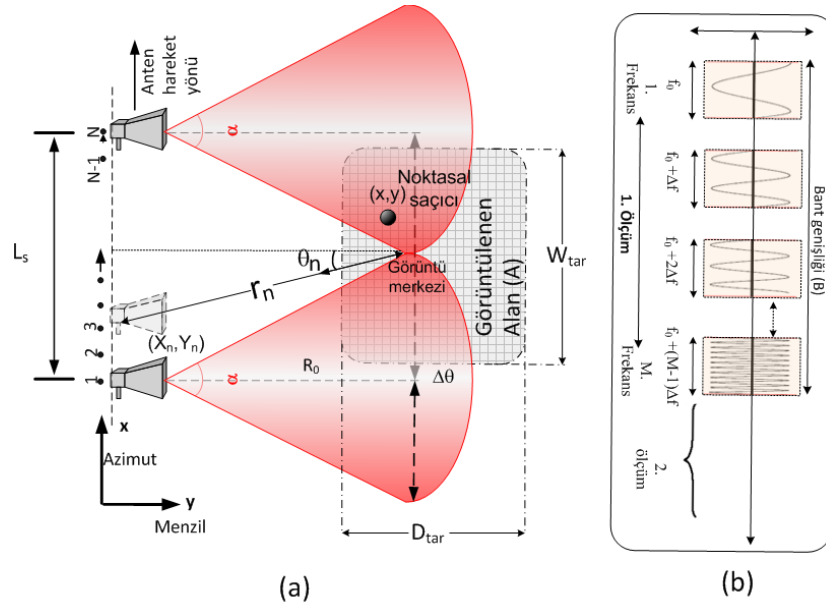 Anten
hareket
yönü
α
N
N-1
Lₛ
Noktasal
saçıcı
(x,y)
θₙ
Görüntü
merkezi
rₙ
Görüntülenen
Alan (A)
Wₜₐᵣ
3
(Xₙ,Yₙ)
2
1
α
R₀
Δθ
x
Azimut
y
Menzil
Dₜₐᵣ
(a)
1.
Frekans
f₀
f₀ +Δf
1. Ölçüm
f₀ +2Δf
Bant genişliği (B)
M.
Frekans
f₀ +(M-1)Δf
2.
ölçüm
(b)